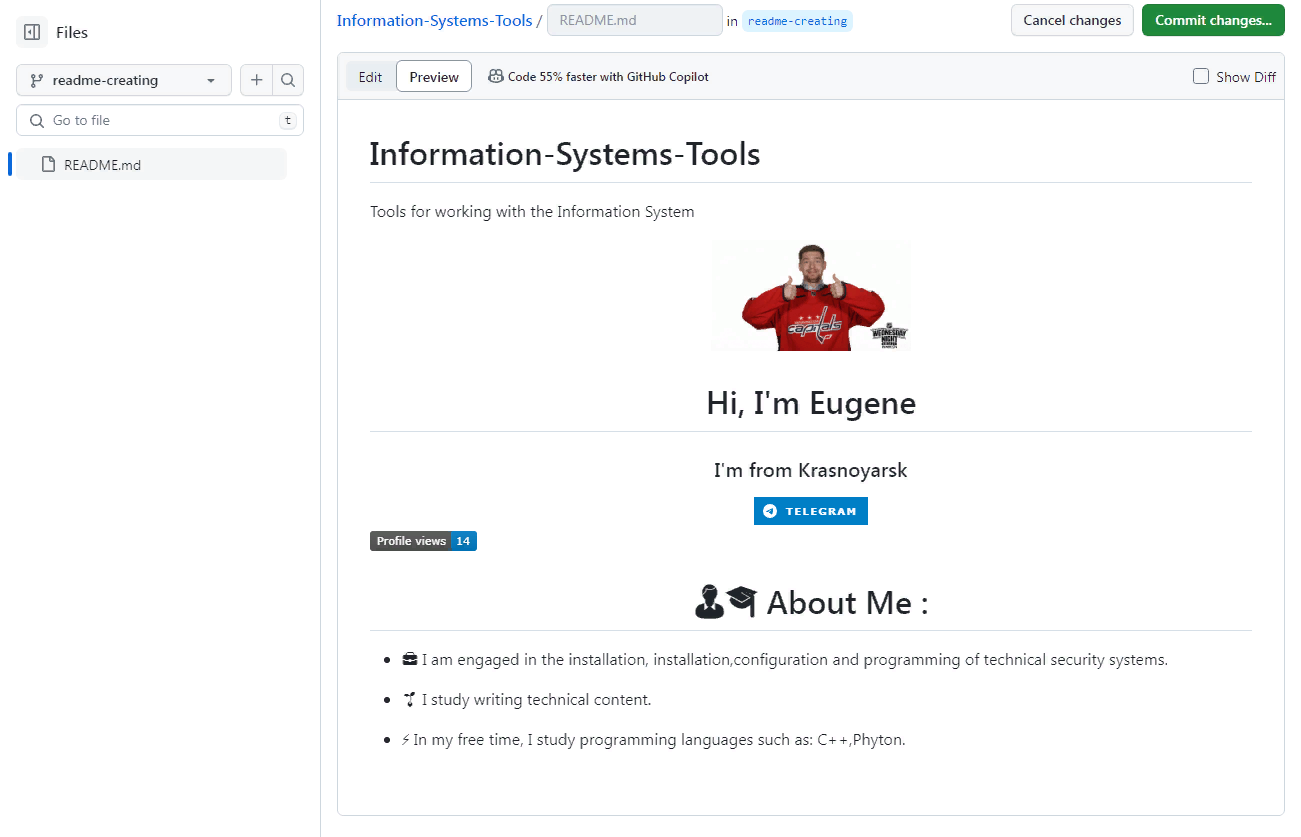 Files
readme-creating
Go to file
t
README.md
Information-Systems-Tools / README.md in readme-creating
Cancel changes
Commit changes...
Edit
Preview
Code 55% faster with GitHub Copilot
Show Diff
Information-Systems-Tools
Tools for working with the Information System
capitals
WEDNESDAY
NIGHT
Hi, I'm Eugene
I'm from Krasnoyarsk
TELEGRAM
Profile views 14
About Me :
I am engaged in the installation, installation,configuration and programming of technical security systems.
I study writing technical content.
In my free time, I study programming languages such as: C++,Phyton.